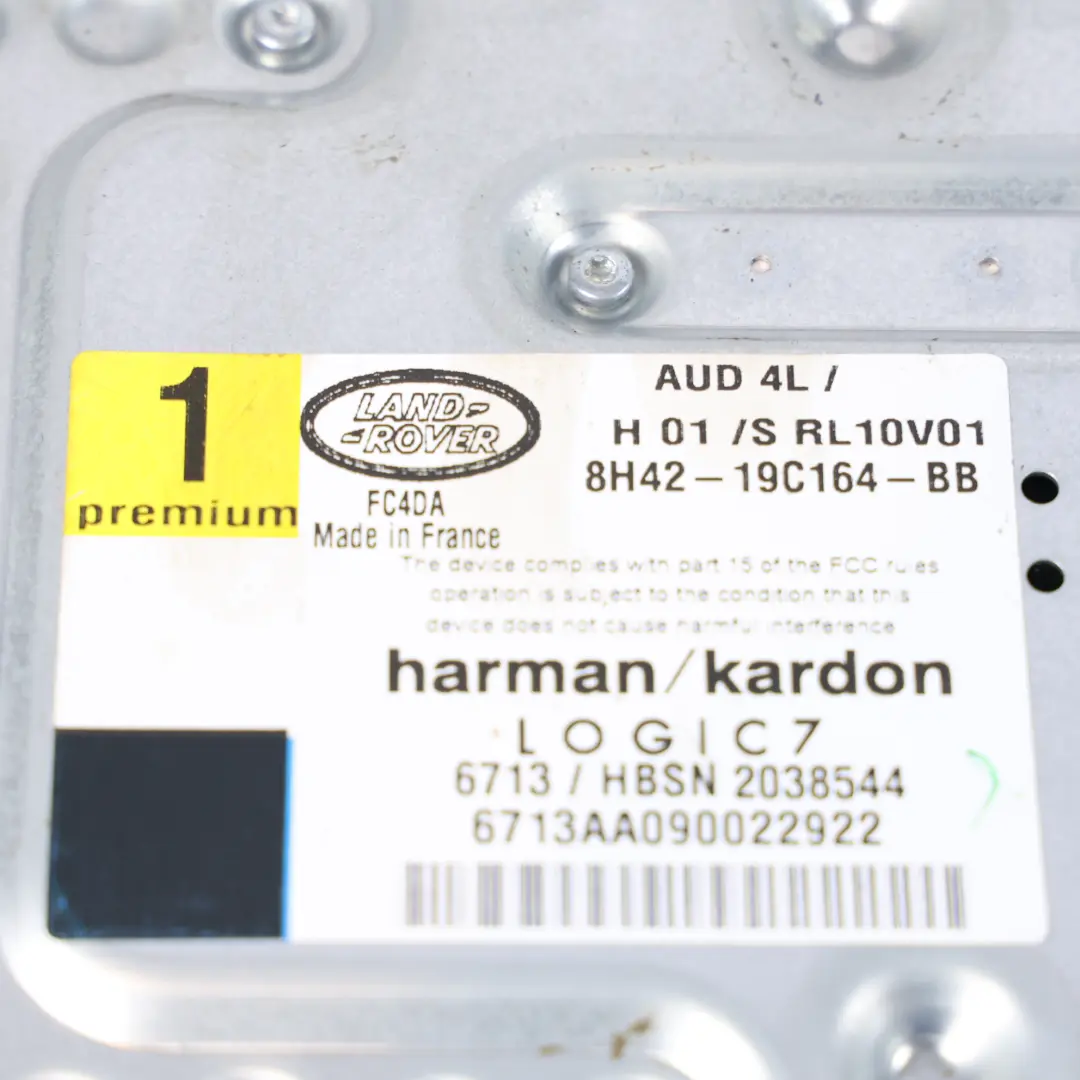 1
premium
LAND-
-ROVER
FC4DA
Made in France
AUD 4L /
H 01 /S RL10V01
8H42-19C164-BB
The device complies with part 15 of the FCC rules
operation is subject to the condition that this
device does not cause harmful interference
harman/kardon
LOGIC7
6713 / HBSN 2038544
6713AA090022922